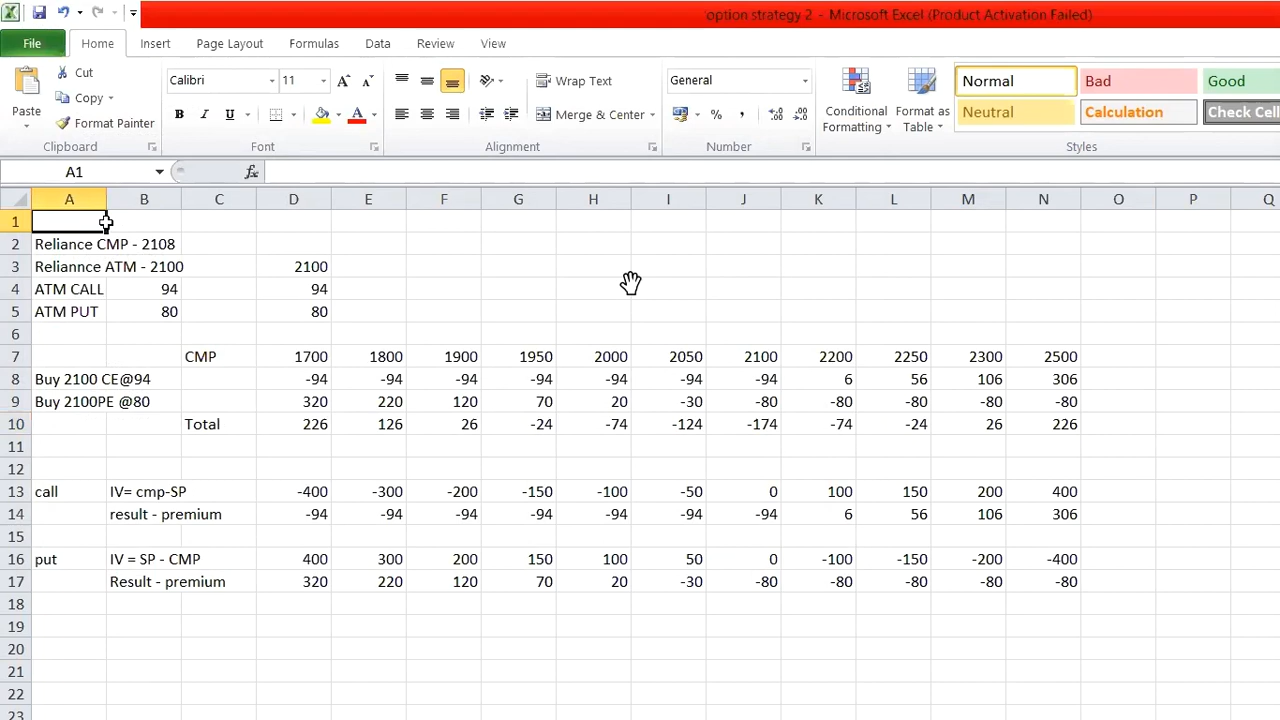 option strategy 2 - Microsoft Excel (Product Activation Failed)
File Home Insert Page Layout Formulas Data Review View
Paste Cut Copy Format Painter
Calibri 11
B I U A
Wrap Text
Merge & Center
General
% ,
Conditional Formatting
Format as Table
Normal Bad Good
Neutral Calculation Check Cell
Clipboard Font Alignment Number Styles
A1 fx
A B C D E F G H I J K L M N O P Q
1
2 Reliance CMP - 2108
3 Reliannce ATM - 2100 2100
4 ATM CALL 94 94
5 ATM PUT 80 80
6
7 CMP 1700 1800 1900 1950 2000 2050 2100 2200 2250 2300 2500
8 Buy 2100 CE@94 -94 -94 -94 -94 -94 -94 -94 6 56 106 306
9 Buy 2100PE @80 320 220 120 70 20 -30 -80 -80 -80 -80 -80
10 Total 226 126 26 -24 -74 -124 -174 -74 -24 26 226
11
12
13 call IV= cmp-SP -400 -300 -200 -150 -100 -50 0 100 150 200 400
14 result - premium -94 -94 -94 -94 -94 -94 -94 6 56 106 306
15
16 put IV = SP - CMP 400 300 200 150 100 50 0 -100 -150 -200 -400
17 Result - premium 320 220 120 70 20 -30 -80 -80 -80 -80 -80
18
19
20
21
22
23